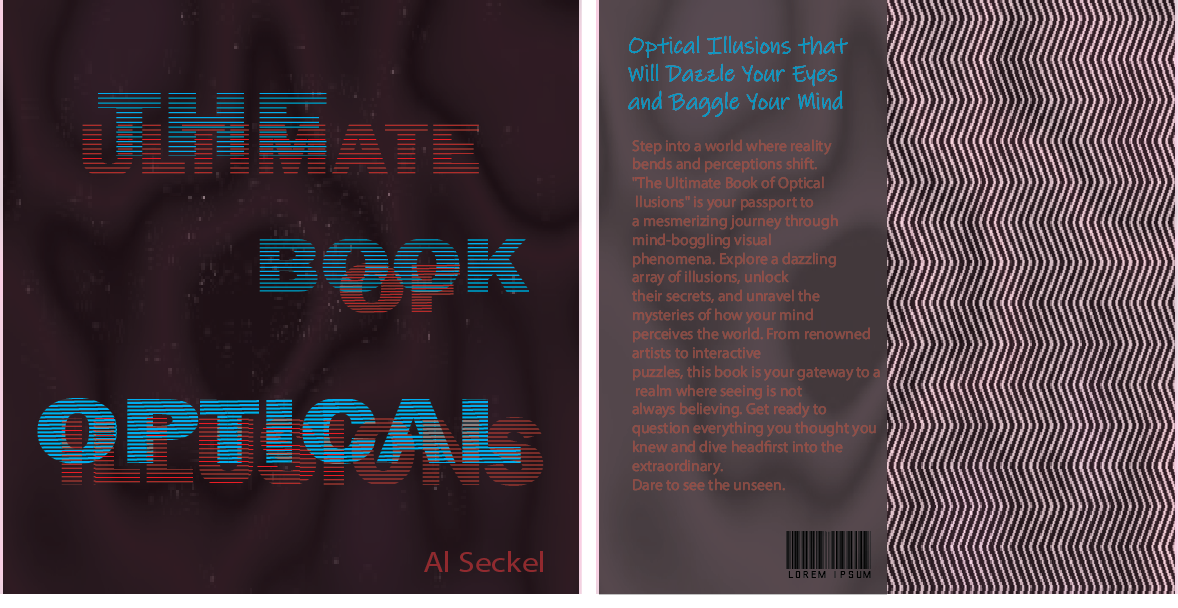 THE
ULTIMATE
BOOK
OF
OPTICAL
ILLUSIONS
Al Seckel
Optical Illusions that
Will Dazzle Your Eyes
and Baggle Your Mind
Step into a world where reality
bends and perceptions shift.
"The Ultimate Book of Optical
llusions" is your passport to
a mesmerizing journey through
mind-boggling visual
phenomena. Explore a dazzling
array of illusions, unlock
their secrets, and unravel the
mysteries of how your mind
perceives the world. From renowned
artists to interactive
puzzles, this book is your gateway to a
realm where seeing is not
always believing. Get ready to
question everything you thought you
knew and dive headfirst into the
extraordinary.
Dare to see the unseen.
LOREM IPSUM